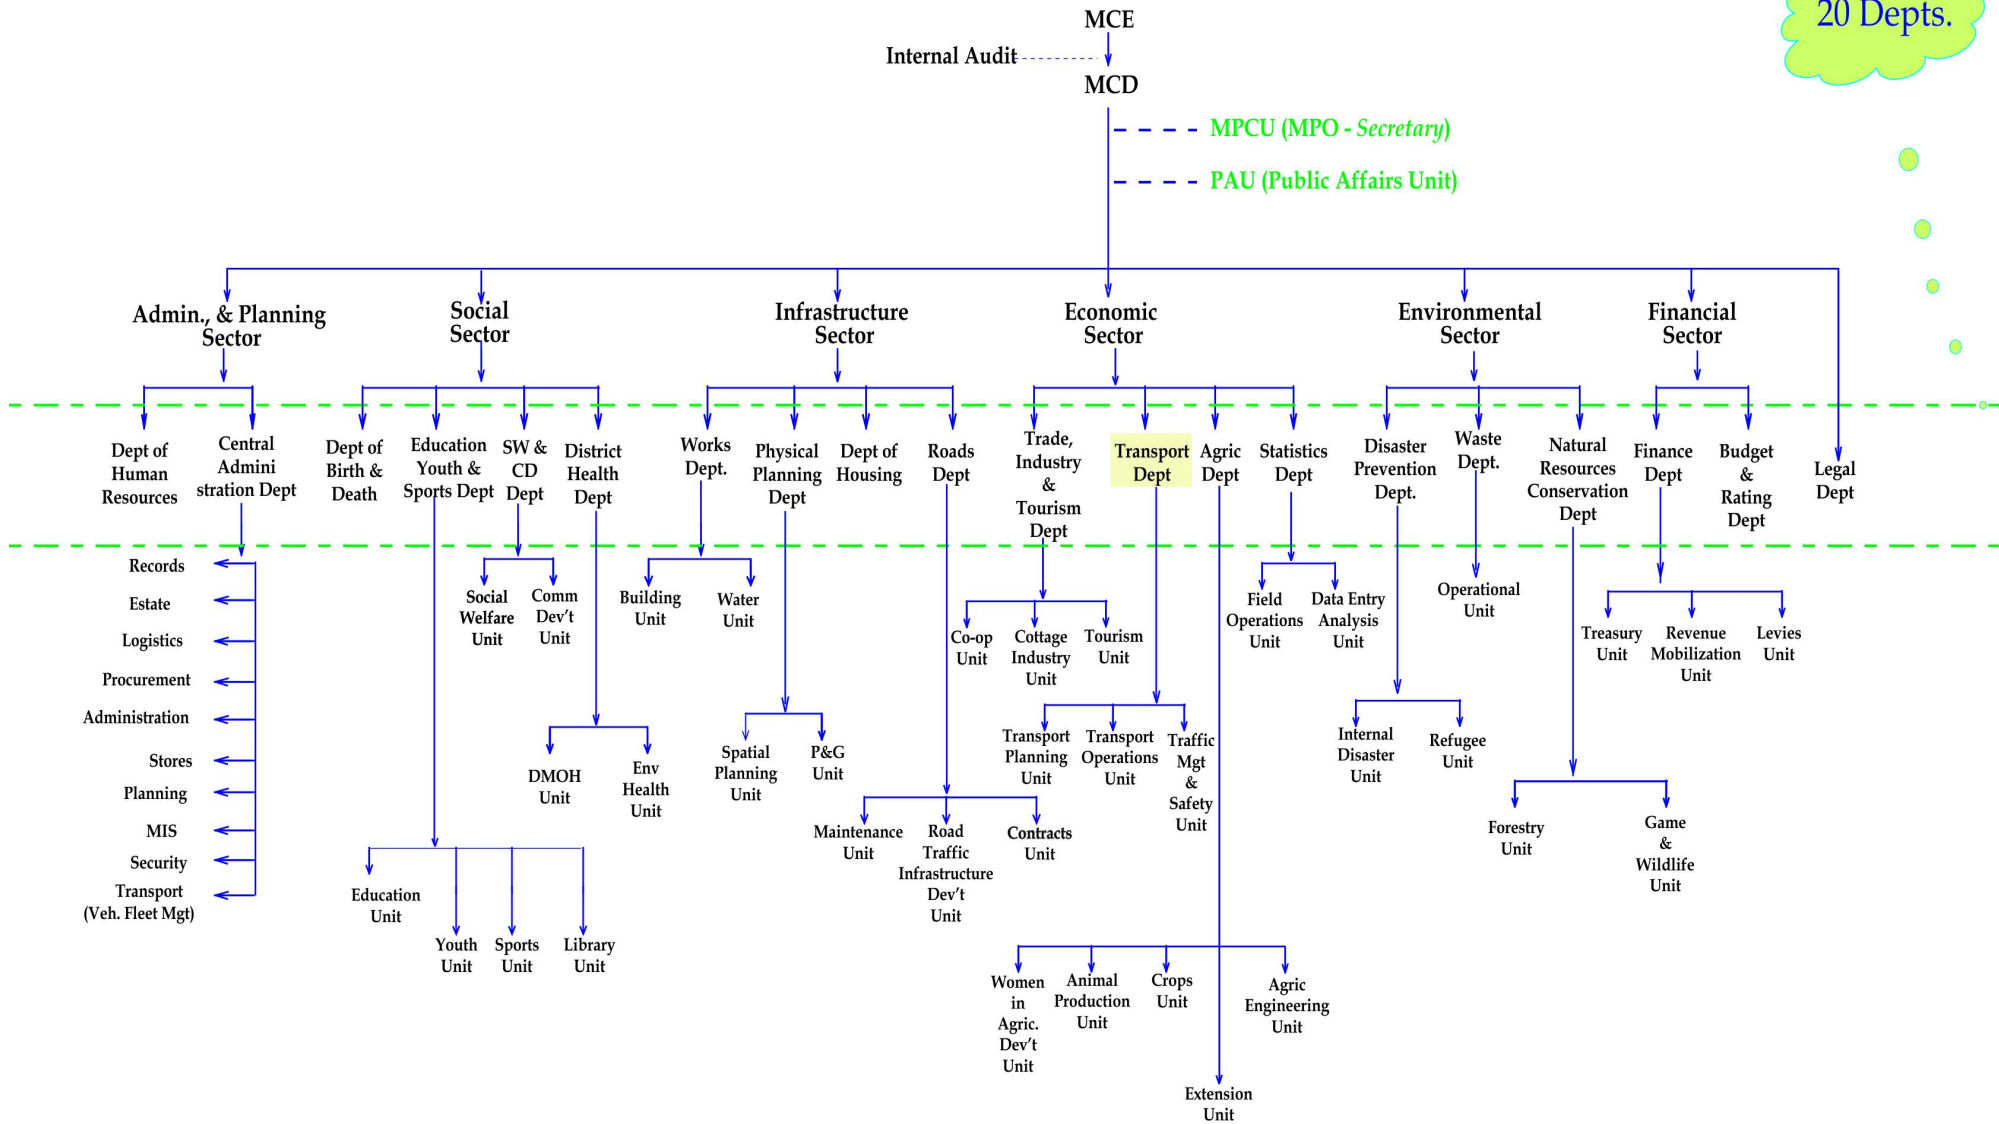 20 Depts.
MCE
Internal Audit
MCD
MPCU (MPO - Secretary)
PAU (Public Affairs Unit)
Admin., & Planning
Sector
Social
Sector
Infrastructure
Sector
Economic
Sector
Environmental
Sector
Financial
Sector
Dept of
Human
Resources
Central
Admini
stration Dept
Dept of
Birth &
Death
Education
Youth &
Sports Dept
SW &
CD
Dept
District
Health
Dept
Works
Dept.
Physical
Planning
Dept
Dept of
Housing
Roads
Dept
Trade,
Industry
&
Tourism
Dept
Transport
Dept
Agric
Dept
Statistics
Dept
Disaster
Prevention
Dept.
Waste
Dept.
Natural
Resources
Conservation
Dept
Finance
Dept
Budget
&
Rating
Dept
Legal
Dept
Records
Estate
Logistics
Procurement
Administration
Stores
Planning
MIS
Security
Transport
(Veh. Fleet Mgt)
Education
Unit
Youth
Unit
Sports
Unit
Library
Unit
Social
Welfare
Unit
Comm
Dev't
Unit
DMOH
Unit
Env
Health
Unit
Building
Unit
Water
Unit
Spatial
Planning
Unit
P&G
Unit
Maintenance
Unit
Road
Traffic
Infrastructure
Dev't
Unit
Contracts
Unit
Co-op
Unit
Cottage
Industry
Unit
Tourism
Unit
Transport
Planning
Unit
Transport
Operations
Unit
Traffic
Mgt
&
Safety
Unit
Women
in
Agric.
Dev't
Unit
Animal
Production
Unit
Crops
Unit
Extension
Unit
Agric
Engineering
Unit
Field
Operations
Unit
Data Entry
Analysis
Unit
Internal
Disaster
Unit
Refugee
Unit
Operational
Unit
Forestry
Unit
Game
&
Wildlife
Unit
Treasury
Unit
Revenue
Mobilization
Unit
Levies
Unit